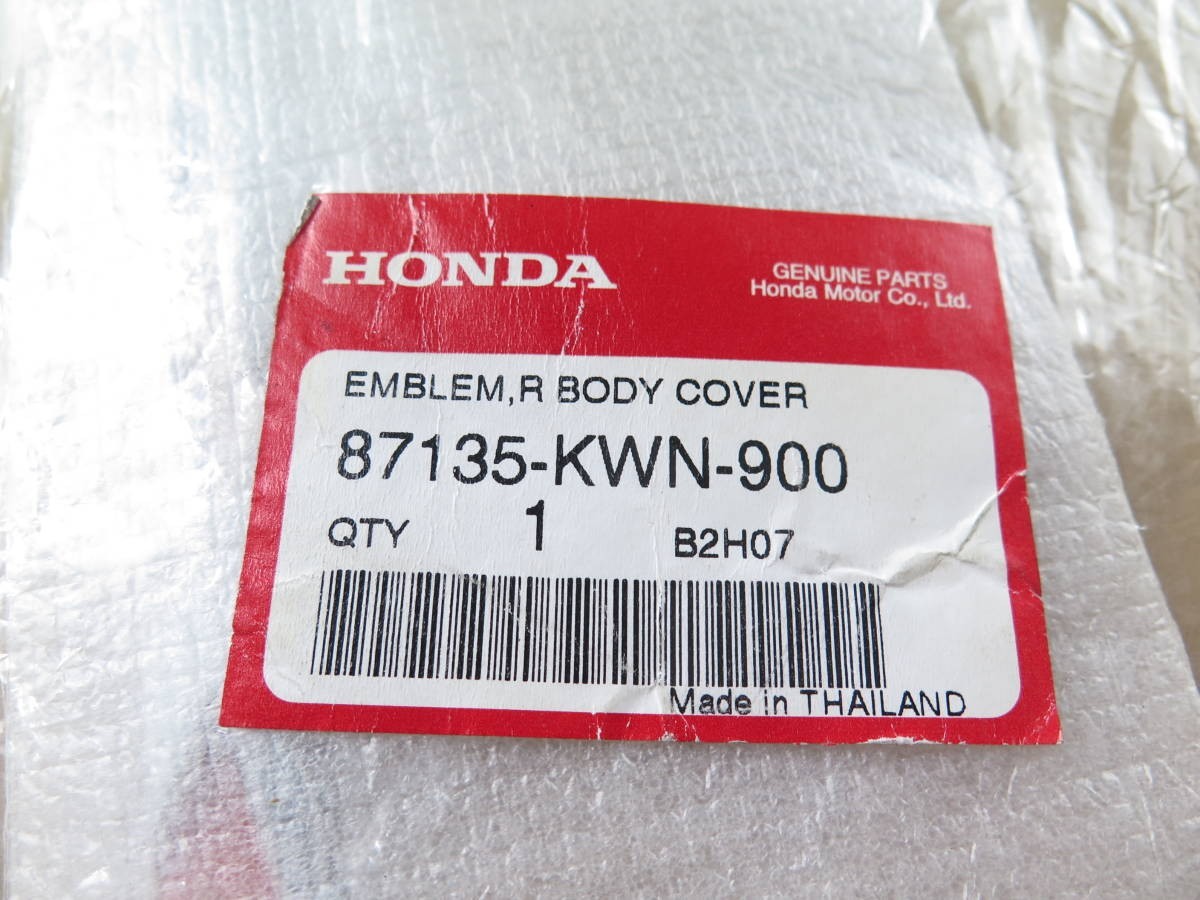 HONDA
GENUINE PARTS
Honda Motor Co., Ltd.
EMBLEM,R BODY COVER
87135-KWN-900
QTY 1 B2H07
Made in THAILAND